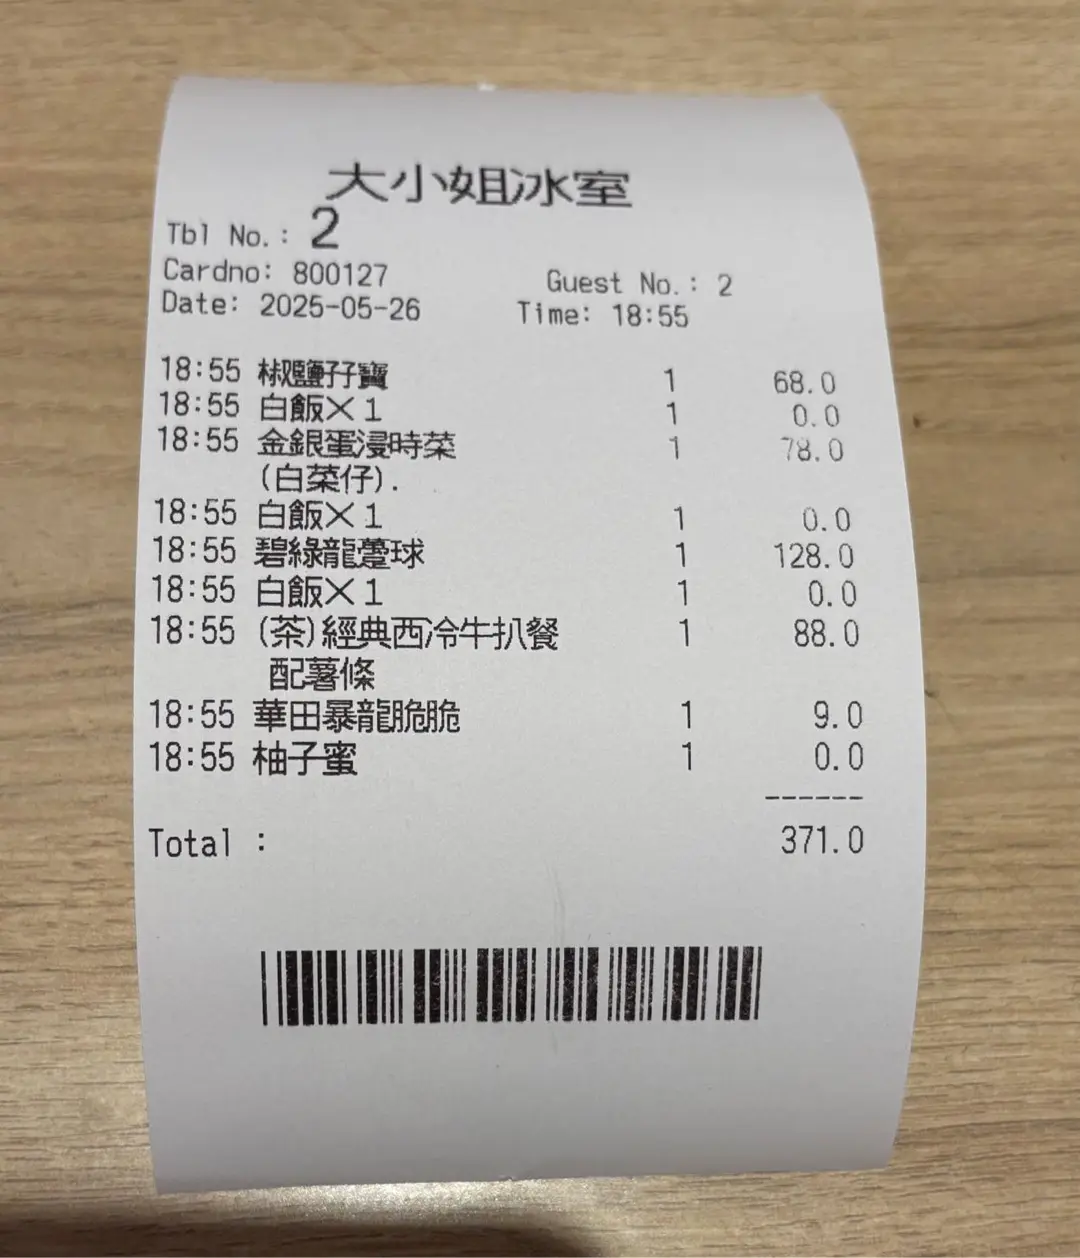 大小姐冰室
Tbl No.: 2
Cardno: 800127 Guest No.: 2
Date: 2025-05-26 Time: 18:55
18:55 椒鹽孖寶 1 68.0
18:55 白飯×1 1 0.0
18:55 金銀蛋浸時菜 1 78.0
(白菜仔).
18:55 白飯×1 1 0.0
18:55 碧綠龍躉球 1 128.0
18:55 白飯×1 1 0.0
18:55 (茶)經典西冷牛扒餐 1 88.0
配薯條
18:55 華田暴龍脆脆 1 9.0
18:55 柚子蜜 1 0.0
------
Total : 371.0